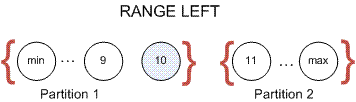 RANGE LEFT
{ min ... 9 10 } { 11 ... max }
Partition 1 Partition 2